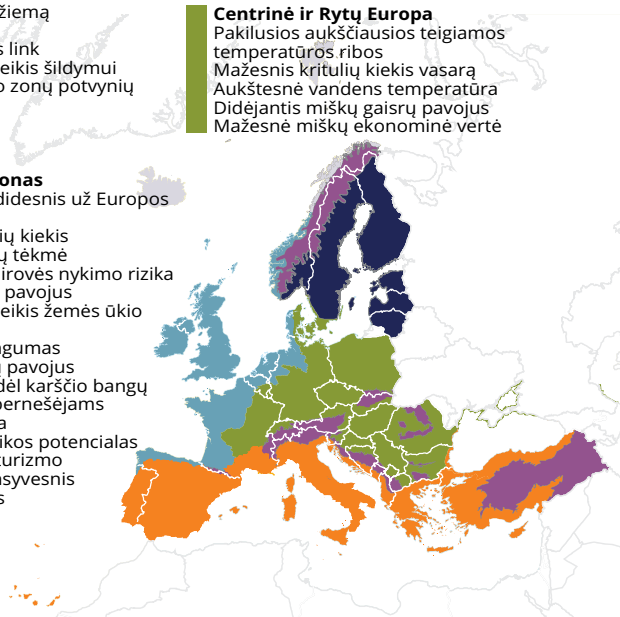 žiemą
s link
eikis šildymui
o zonų potvynių
Centrinė ir Rytų Europa
Pakilusios aukščiausios teigiamos
temperatūros ribos
Mažesnis kritulių kiekis vasarą
Aukštesnė vandens temperatūra
Didėjantis miškų gaisrų pavojus
Mažesnė miškų ekonominė vertė
onas
didesnis už Europos
ių kiekis
ų tėkmė
irovės nykimo rizika
pavojus
eikis žemės ūkio
gumas
ų pavojus
dėl karščio bangų
pernešėjams
a
ikos potencialas
turizmo
syvesnis
s